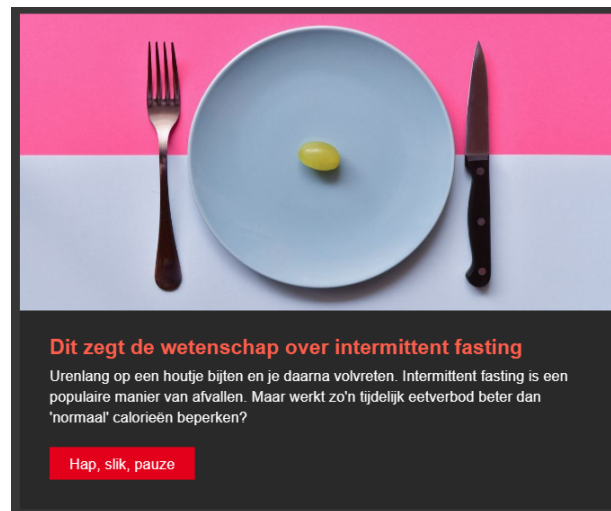 Dit zegt de wetenschap over intermittent fasting
Urenlang op een houtje bijten en je daarna volvreten. Intermittent fasting is een
populaire manier van afvallen. Maar werkt zo'n tijdelijk eetverbod beter dan
'normaal' calorieën beperken?
Hap, slik, pauze